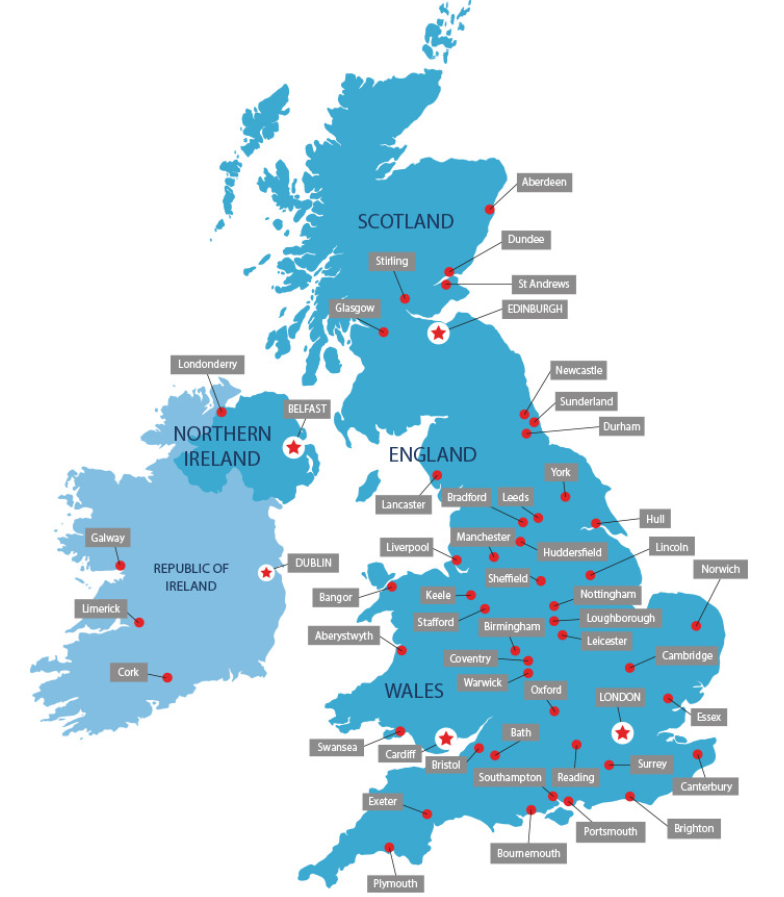 Aberdeen
SCOTLAND
Dundee
Stirling
St Andrews
Glasgow
EDINBURGH
Londonderry
Newcastle
Sunderland
BELFAST
Durham
NORTHERN
IRELAND
ENGLAND
York
Lancaster
Bradford
Leeds
Hull
Galway
Manchester
Liverpool
Huddersfield
Lincoln
DUBLIN
REPUBLIC OF
IRELAND
Norwich
Sheffield
Bangor
Keele
Nottingham
Limerick
Stafford
Loughborough
Birmingham
Aberystwyth
Leicester
Coventry
Cambridge
Cork
Warwick
WALES
Oxford
LONDON
Essex
Bath
Swansea
Cardiff
Bristol
Surrey
Southampton
Reading
Canterbury
Exeter
Portsmouth
Brighton
Bournemouth
Plymouth